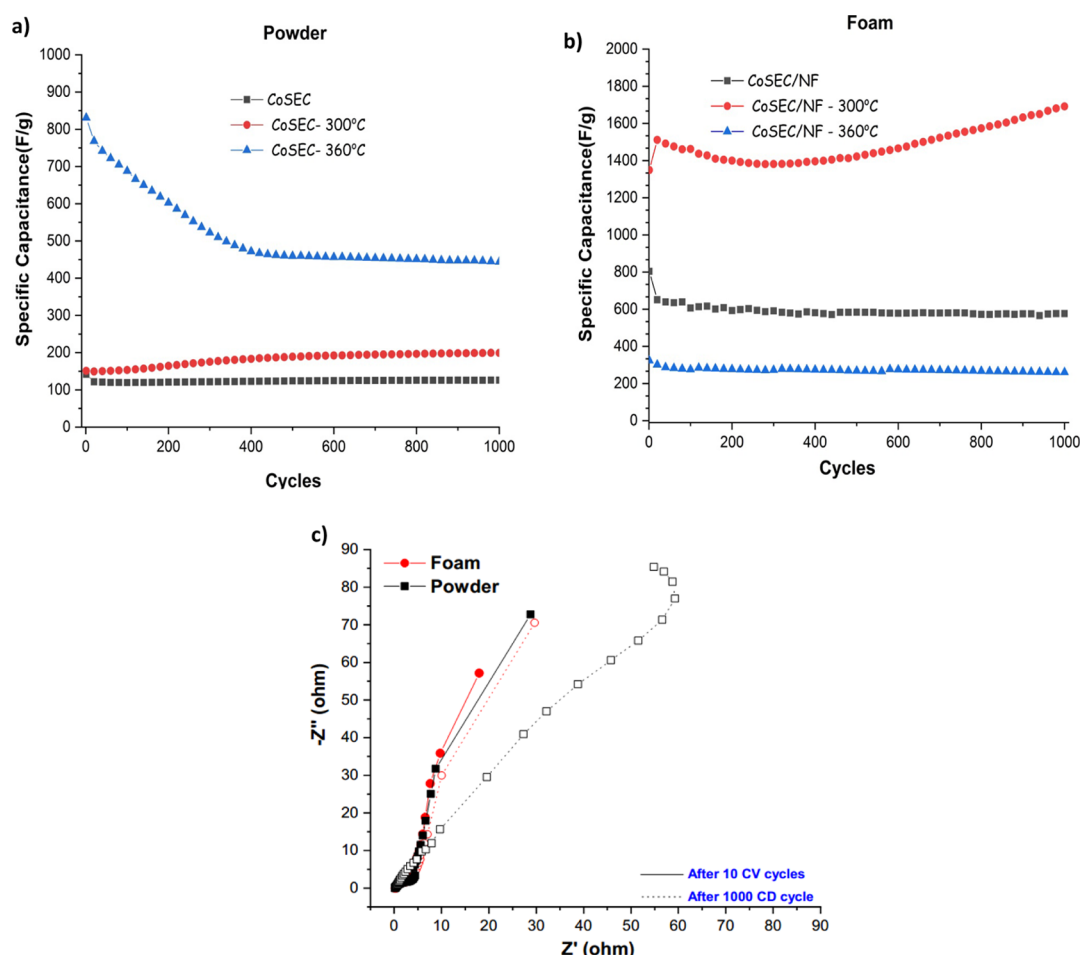 a)
Powder
Specific Capacitance(F/g)
1000
900
800
700
600
500
400
300
200
100
0
CoSEC
CoSEC- 300°C
CoSEC- 360°C
0 200 400 600 800 1000
Cycles
b)
Foam
Specific Capacitance(F/g)
2000
1800
1600
1400
1200
1000
800
600
400
200
0
CoSEC/NF
CoSEC/NF - 300°C
CoSEC/NF - 360°C
0 200 400 600 800 1000
Cycles
c)
-Z'' (ohm)
90
80
70
60
50
40
30
20
10
0
Foam
Powder
After 10 CV cycles
After 1000 CD cycle
0 10 20 30 40 50 60 70 80 90
Z' (ohm)